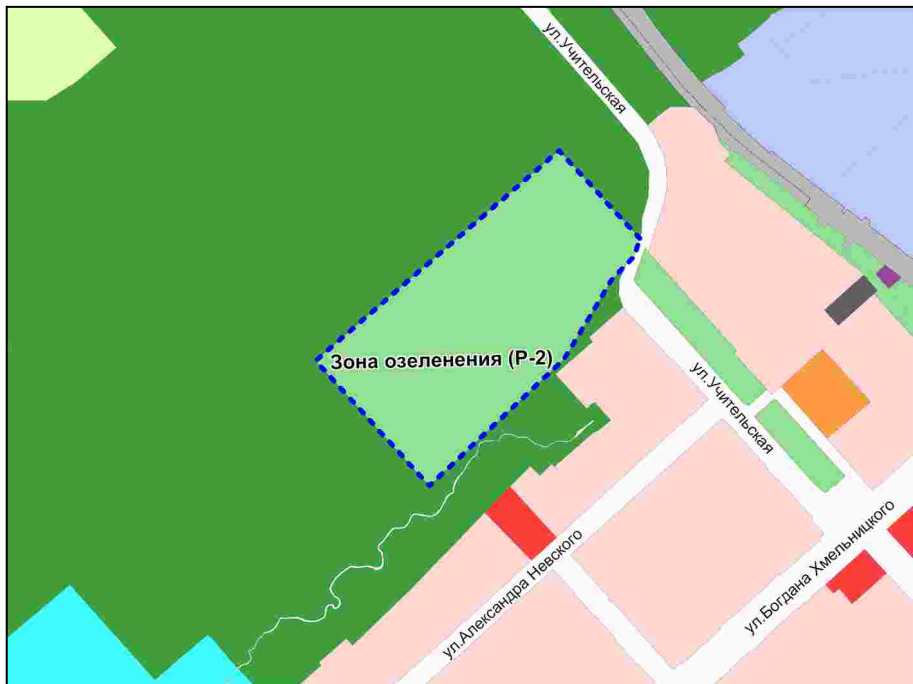 ул.Учительская
Зона озеленения (Р-2)
ул.Учительская
ул.Александра Невского
ул.Богдана Хмельницкого